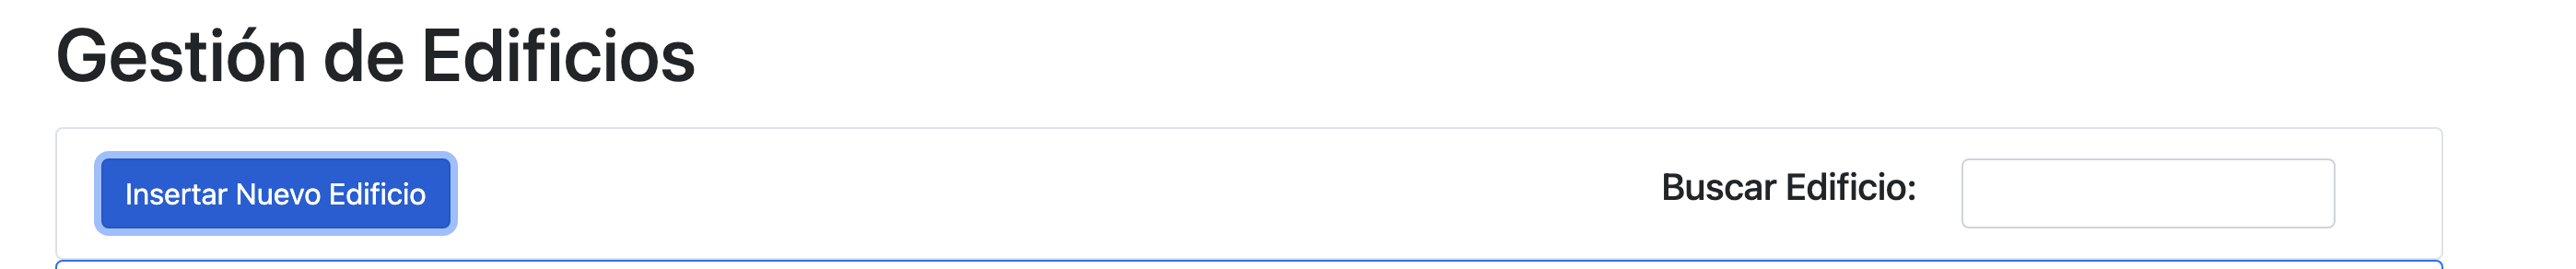 Gestión de Edificios
Insertar Nuevo Edificio
Buscar Edificio: